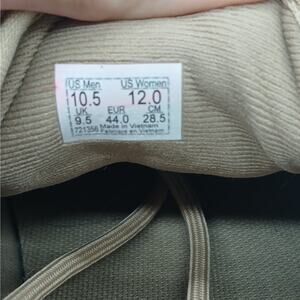 US Men US Women
10.5 12.0
UK EUR CM
9.5 44.0 28.5
721356 Made in Vietnam
Fabriqué en Vietnam